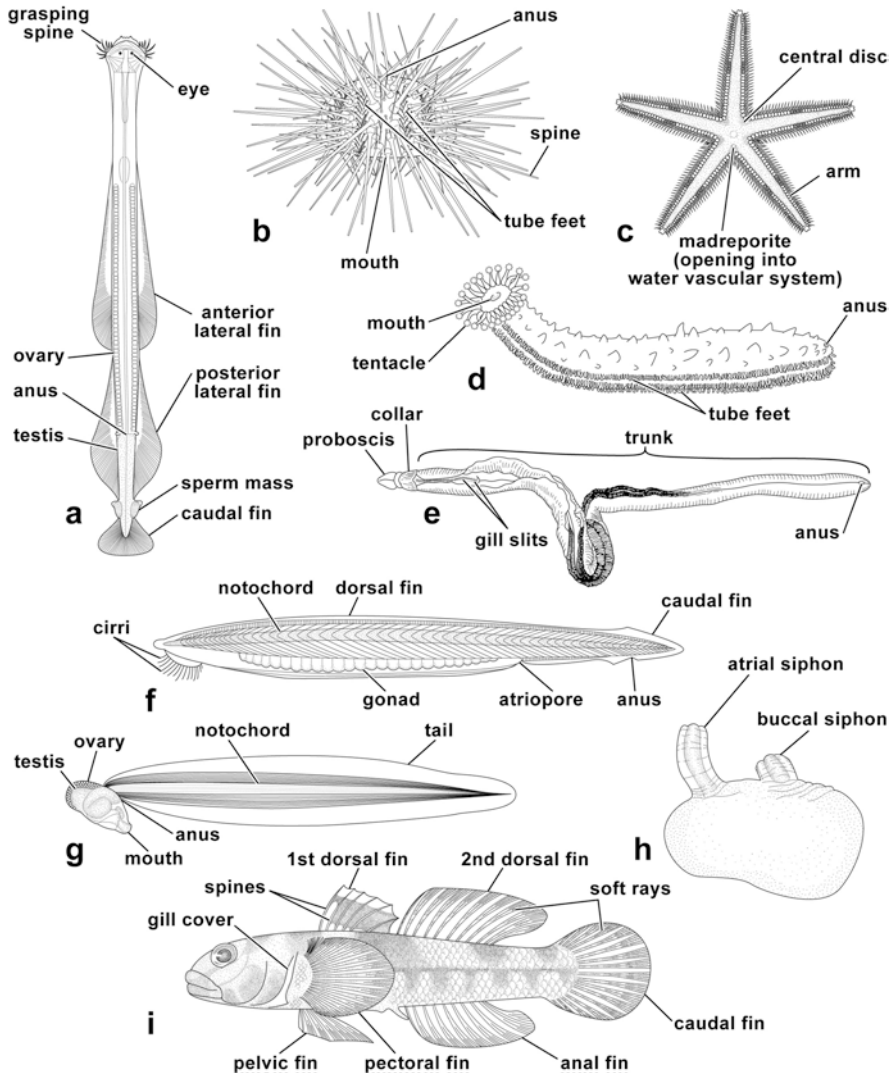 grasping
spine
eye
anterior
lateral fin
ovary
posterior
lateral fin
anus
testis
sperm mass
caudal fin
a
anus
spine
tube feet
mouth
b
central disc
arm
madreporite
(opening into
water vascular system)
c
mouth
tentacle
anus
tube feet
d
collar
proboscis
trunk
gill slits
anus
e
notochord
dorsal fin
caudal fin
cirri
gonad
atriopore
anus
f
notochord
tail
ovary
testis
anus
mouth
g
atrial siphon
buccal siphon
h
1st dorsal fin
2nd dorsal fin
spines
soft rays
gill cover
caudal fin
pelvic fin
pectoral fin
anal fin
i